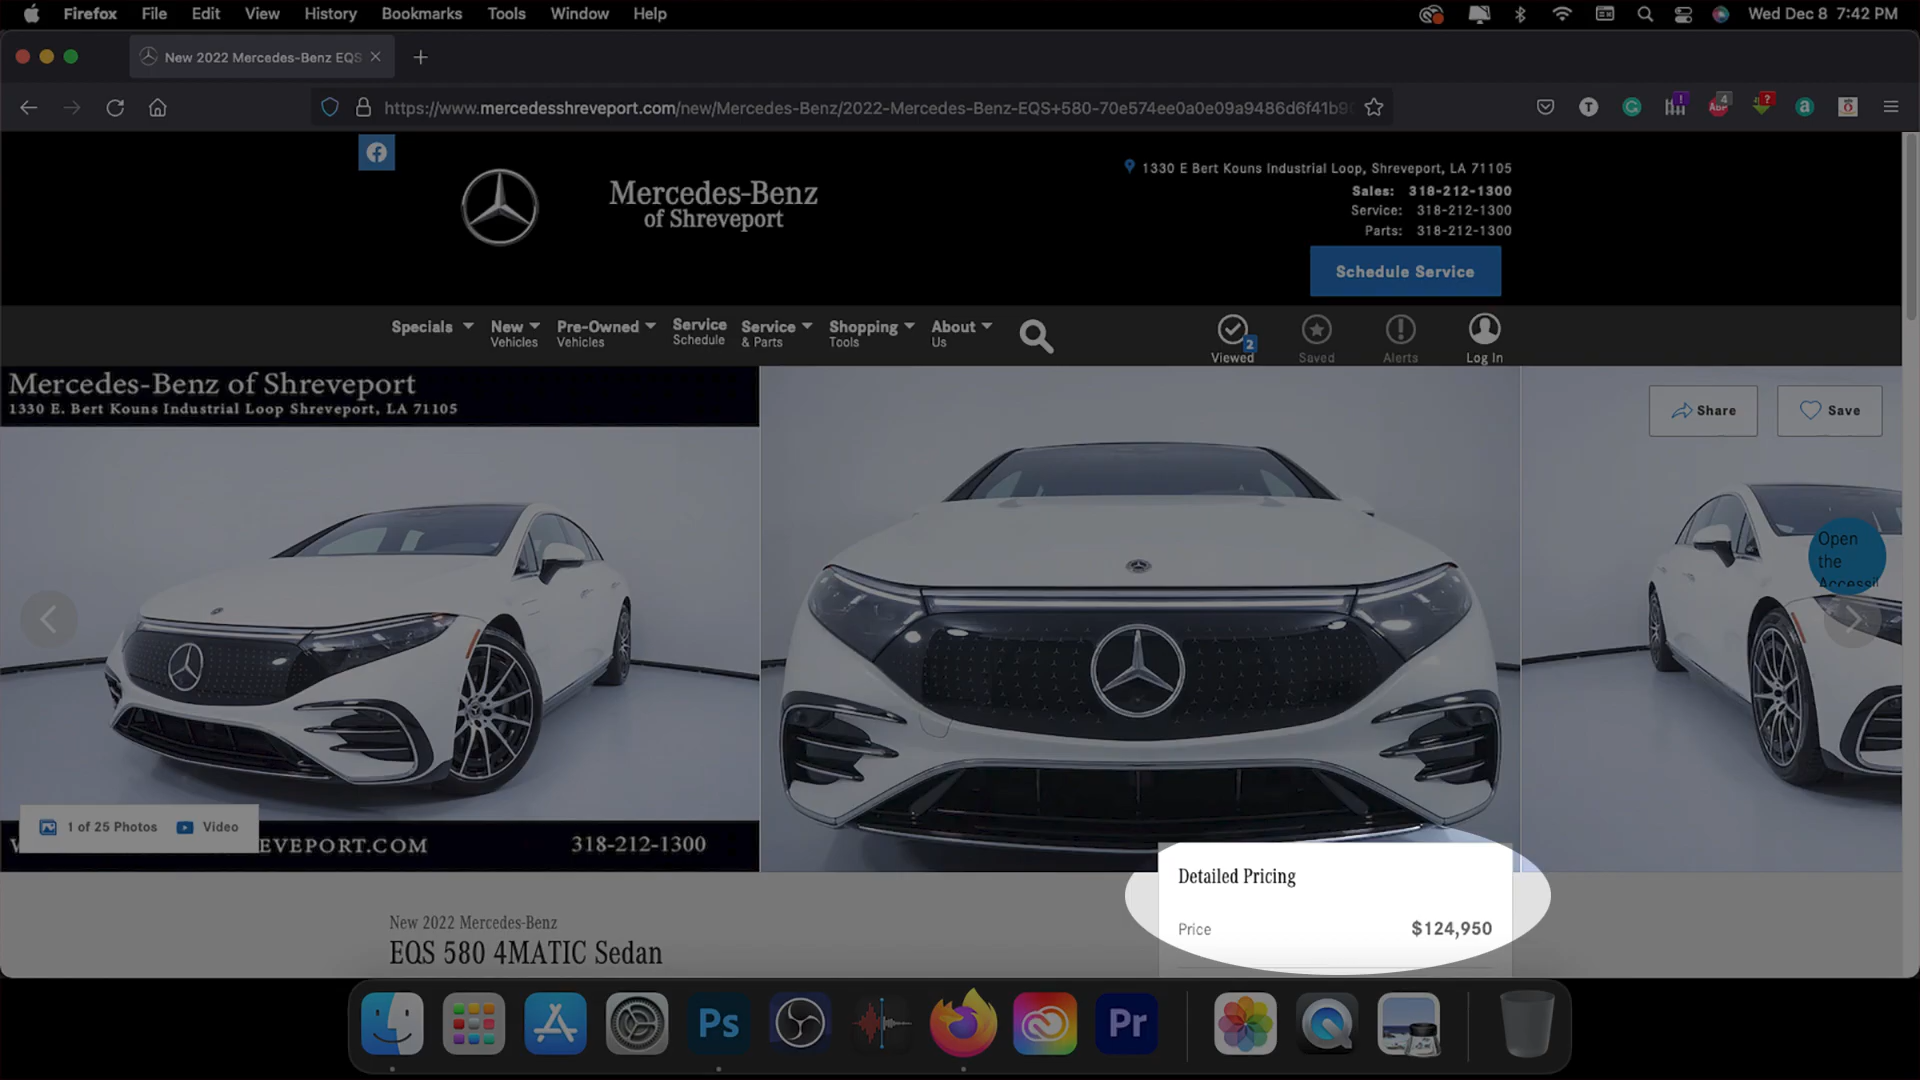 Firefox File Edit View History Bookmarks Tools Window Help
Wed Dec 8 7:42 PM
New 2022 Mercedes-Benz EQS
https://www.mercedesshreveport.com/new/Mercedes-Benz/2022-Mercedes-Benz-EQS+580-70e574ee0a0e09a9486d6f41b9
Mercedes-Benz
of Shreveport
1330 E Bert Kouns Industrial Loop, Shreveport, LA 71105
Sales: 318-212-1300
Service: 318-212-1300
Parts: 318-212-1300
Schedule Service
Specials
New
Vehicles
Pre-Owned
Vehicles
Service
Schedule
Service
& Parts
Shopping
Tools
About
Us
2
Viewed
Saved
Alerts
Log In
Mercedes-Benz of Shreveport
1330 E. Bert Kouns Industrial Loop Shreveport, LA 71105
Share
Save
Open
the
1 of 25 Photos
Video
EVEPORT.COM
318-212-1300
Detailed Pricing
Price $124,950
New 2022 Mercedes-Benz
EQS 580 4MATIC Sedan
Ps
Pr